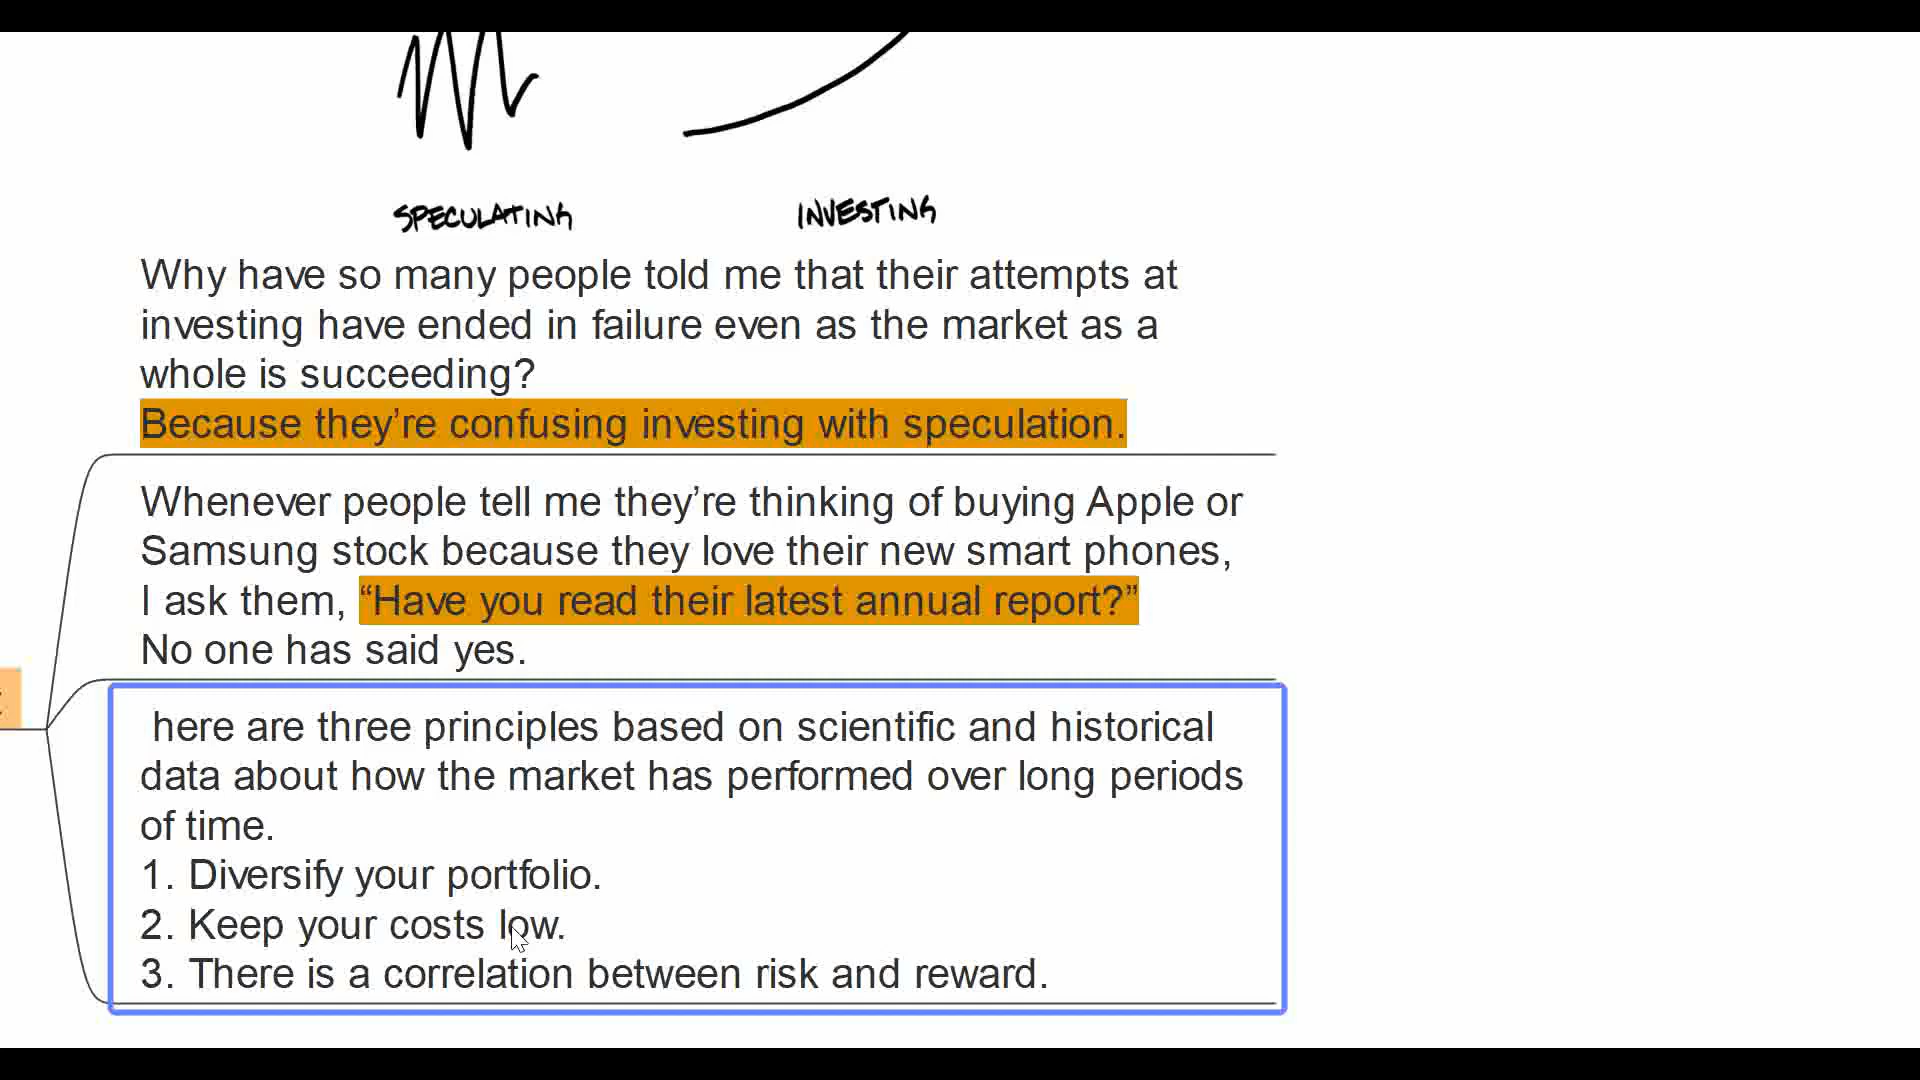 SPECULATING
INVESTING
Why have so many people told me that their attempts at
investing have ended in failure even as the market as a
whole is succeeding?
Because they’re confusing investing with speculation.
Whenever people tell me they’re thinking of buying Apple or
Samsung stock because they love their new smart phones,
I ask them, “Have you read their latest annual report?”
No one has said yes.
here are three principles based on scientific and historical
data about how the market has performed over long periods
of time.
1. Diversify your portfolio.
2. Keep your costs low.
3. There is a correlation between risk and reward.